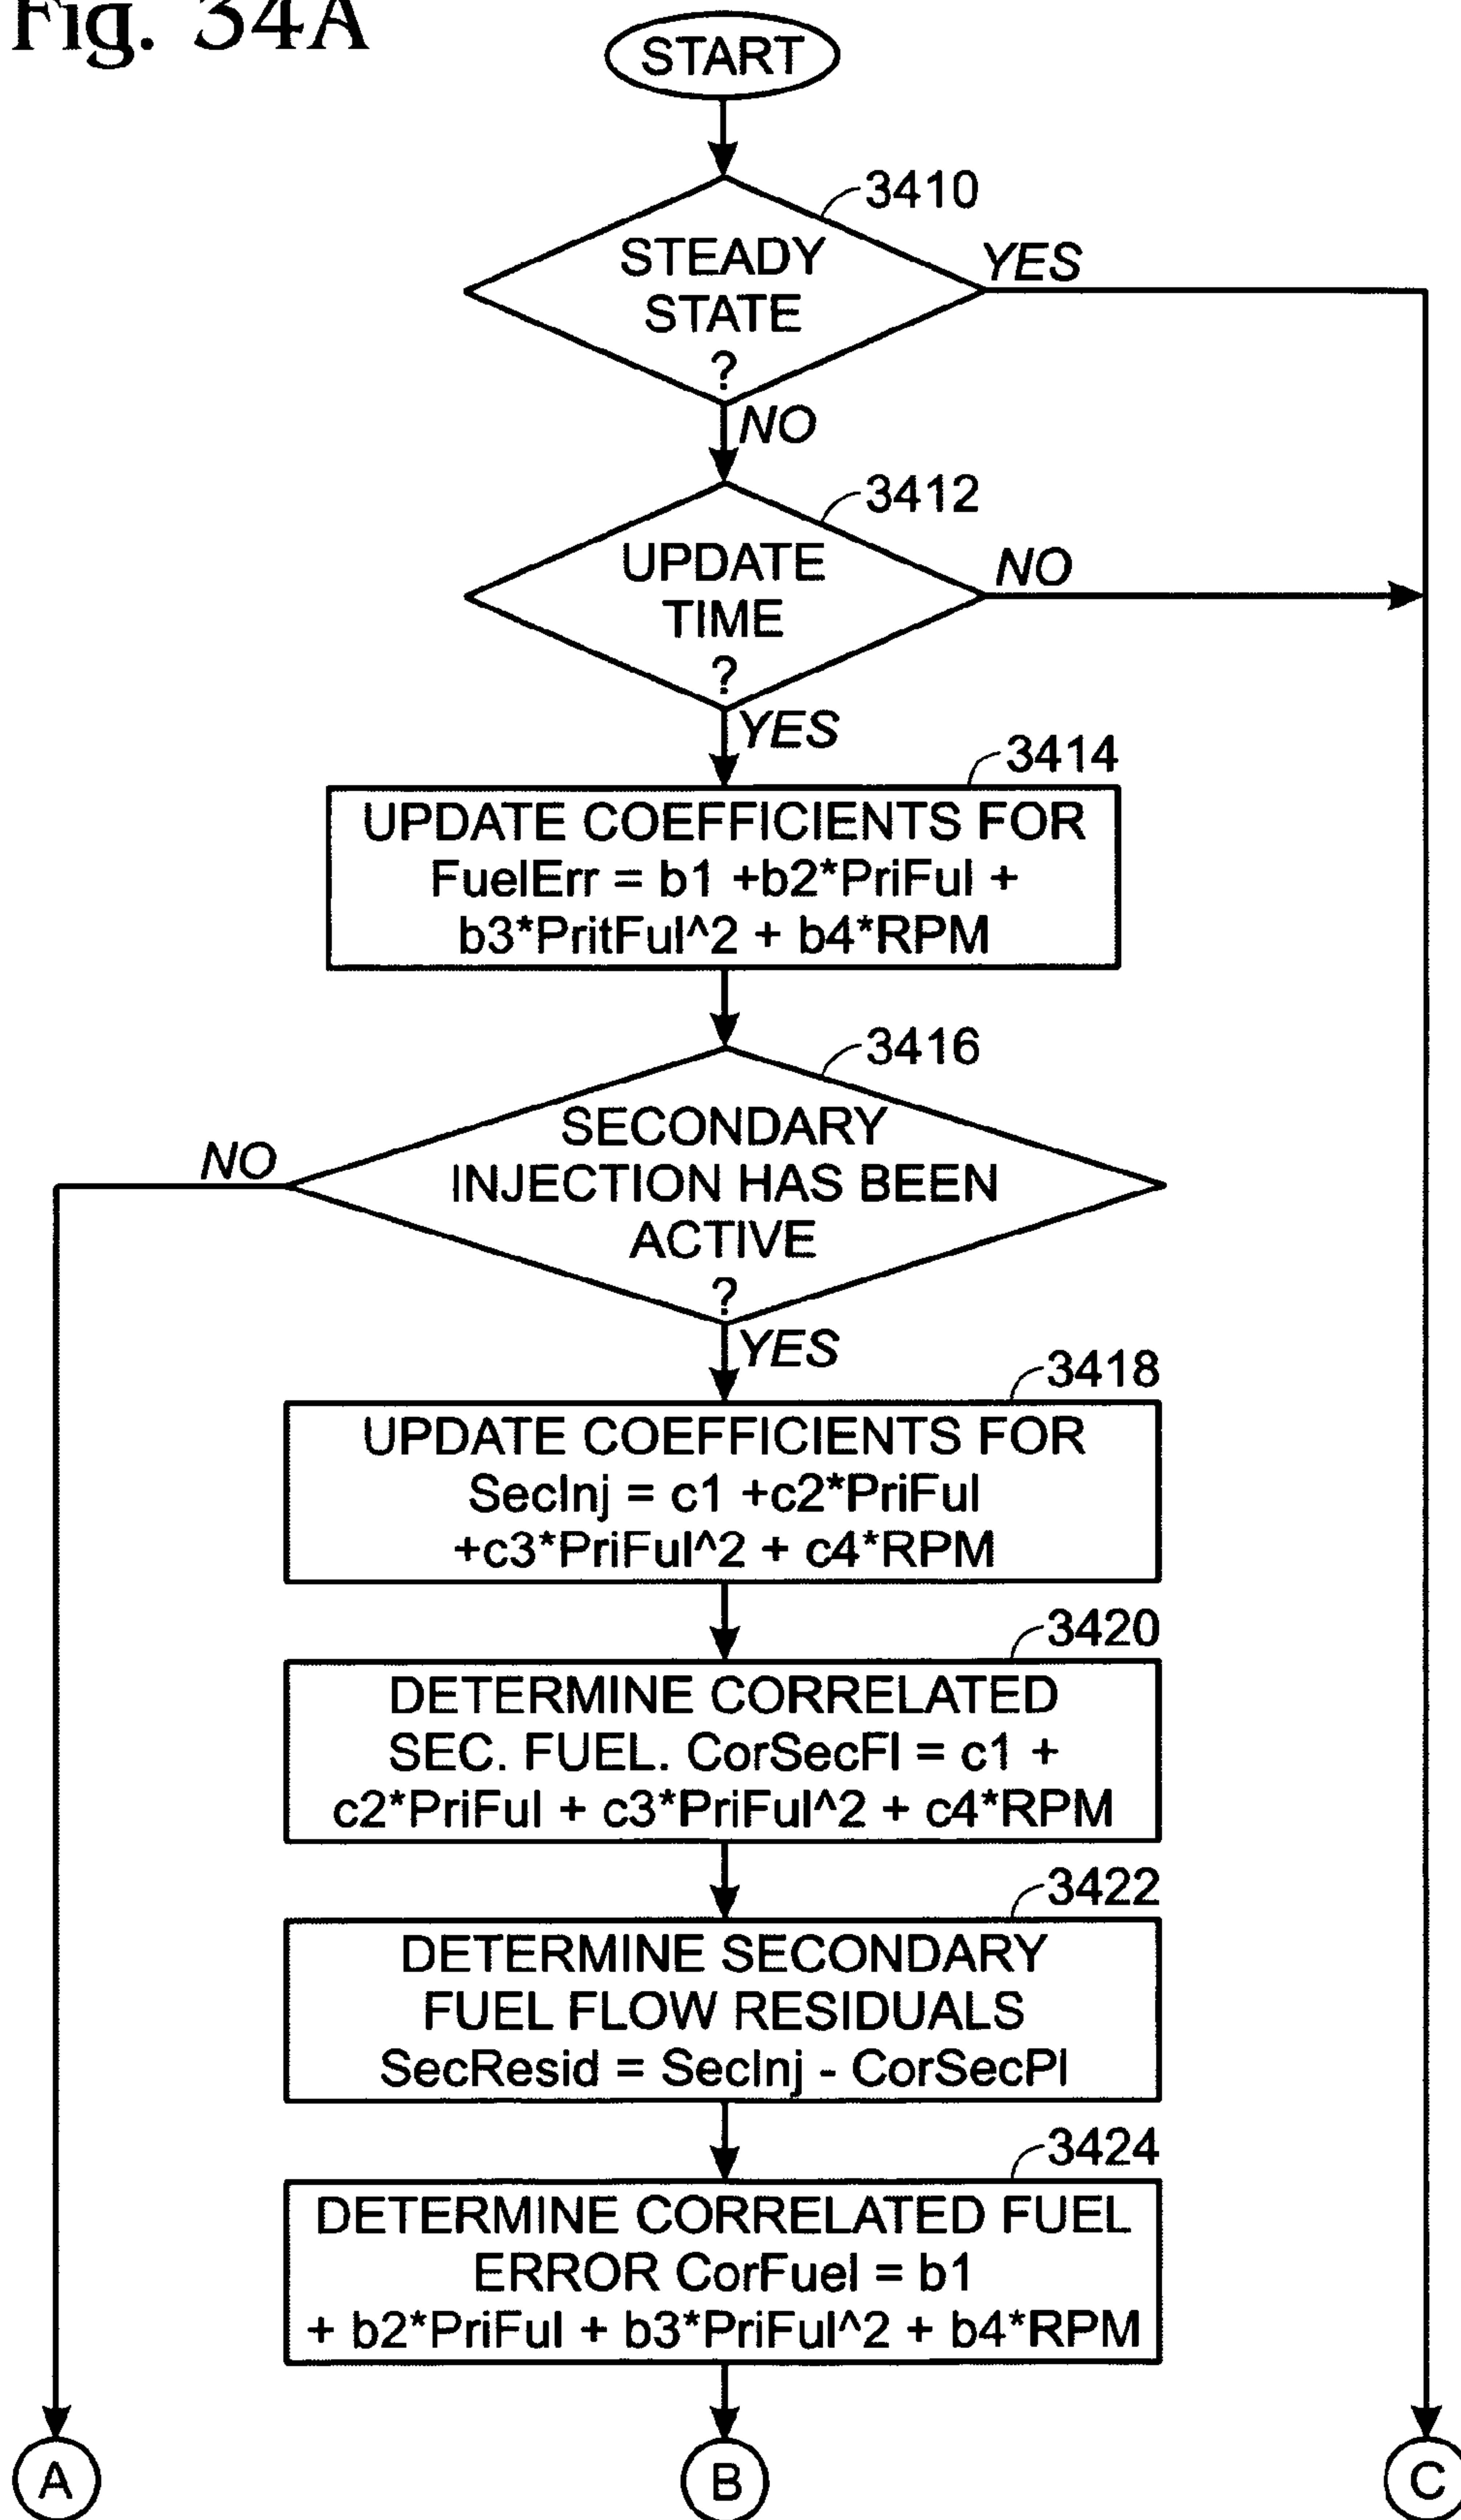 Fig. 34A
START
3410
STEADY
STATE
?
YES
NO
3412
UPDATE
TIME
?
NO
YES
3414
UPDATE COEFFICIENTS FOR
FuelErr = b1 +b2*PriFul +
b3*PritFul^2 + b4*RPM
3416
SECONDARY
INJECTION HAS BEEN
ACTIVE
?
NO
YES
3418
UPDATE COEFFICIENTS FOR
SecInj = c1 +c2*PriFul
+c3*PriFul^2 + c4*RPM
3420
DETERMINE CORRELATED
SEC. FUEL. CorSecFl = c1 +
c2*PriFul + c3*PriFul^2 + c4*RPM
3422
DETERMINE SECONDARY
FUEL FLOW RESIDUALS
SecResid = SecInj - CorSecPl
3424
DETERMINE CORRELATED FUEL
ERROR CorFuel = b1
+ b2*PriFul + b3*PriFul^2 + b4*RPM
A
B
C